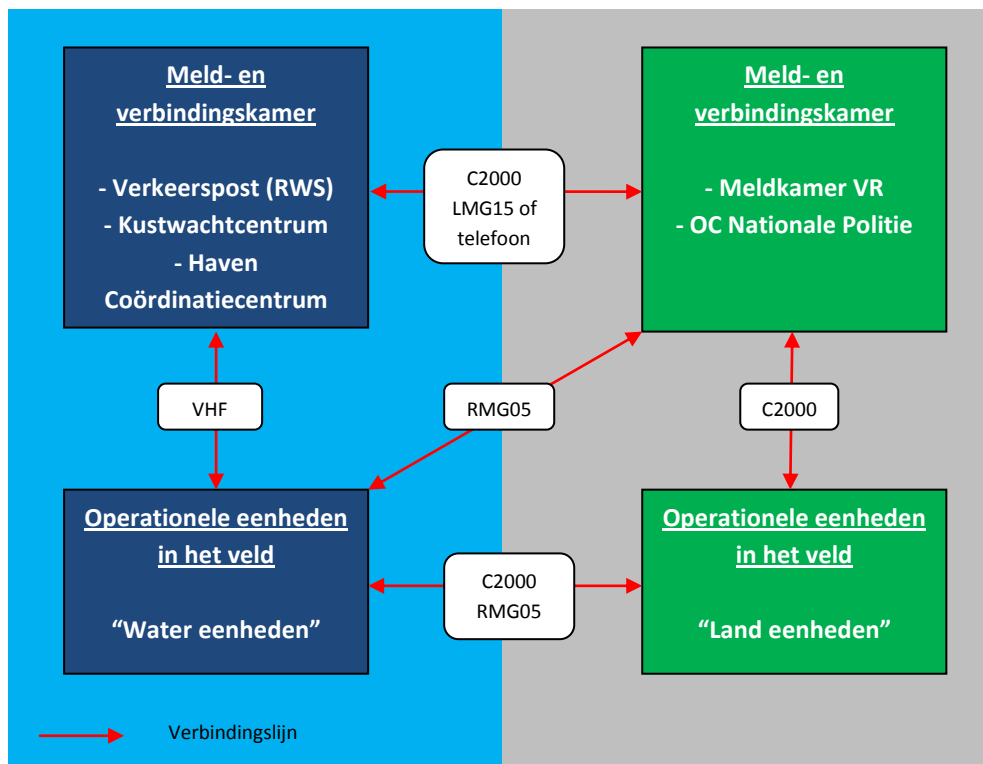 Meld- en
verbindingskamer
- Verkeerspost (RWS)
- Kustwachtcentrum
- Haven
Coördinatiecentrum
C2000
LMG15 of
telefoon
Meld- en
verbindingskamer
- Meldkamer VR
- OC Nationale Politie
VHF
RMG05
C2000
Operationele eenheden
in het veld
“Water eenheden”
C2000
RMG05
Operationele eenheden
in het veld
“Land eenheden”
Verbindingslijn